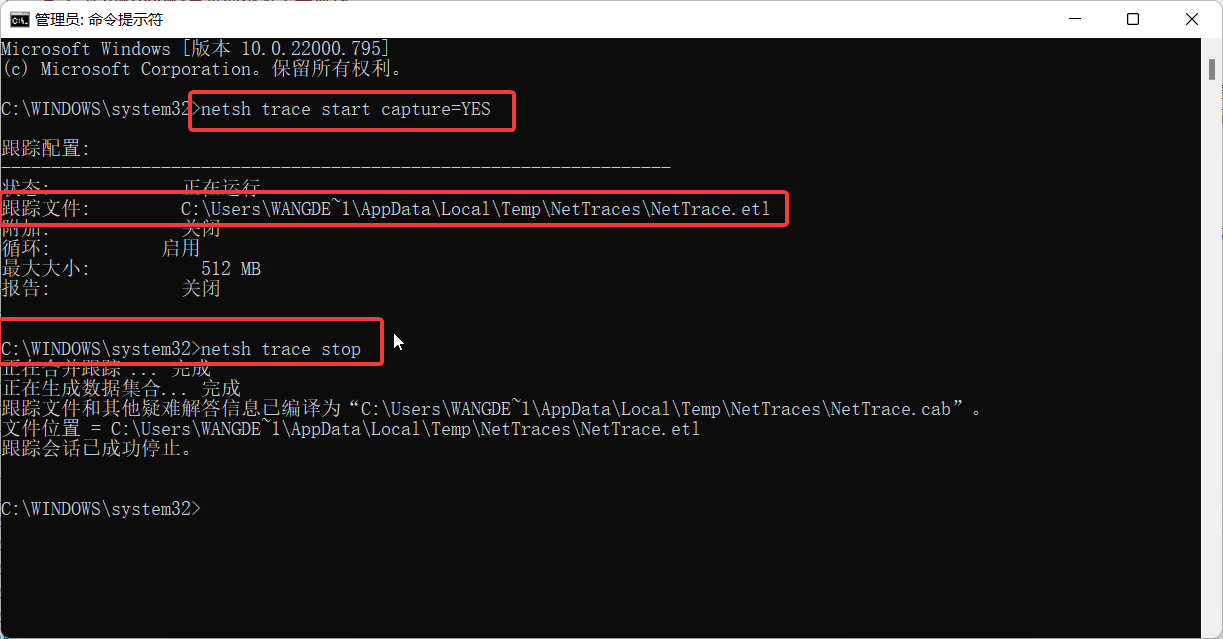 管理员: 命令提示符
Microsoft Windows [版本 10.0.22000.795]
(c) Microsoft Corporation。保留所有权利。
C:\WINDOWS\system32>netsh trace start capture=YES
跟踪配置:
-------------------------------------------------------------------
状态: 正在运行
跟踪文件: C:\Users\WANGDE~1\AppData\Local\Temp\NetTraces\NetTrace.etl
附加: 关闭
循环: 启用
最大大小: 512 MB
报告: 关闭
C:\WINDOWS\system32>netsh trace stop
正在合并跟踪 ... 完成
正在生成数据集合... 完成
跟踪文件和其他疑难解答信息已编译为“C:\Users\WANGDE~1\AppData\Local\Temp\NetTraces\NetTrace.cab”。
文件位置 = C:\Users\WANGDE~1\AppData\Local\Temp\NetTraces\NetTrace.etl
跟踪会话已成功停止。
C:\WINDOWS\system32>